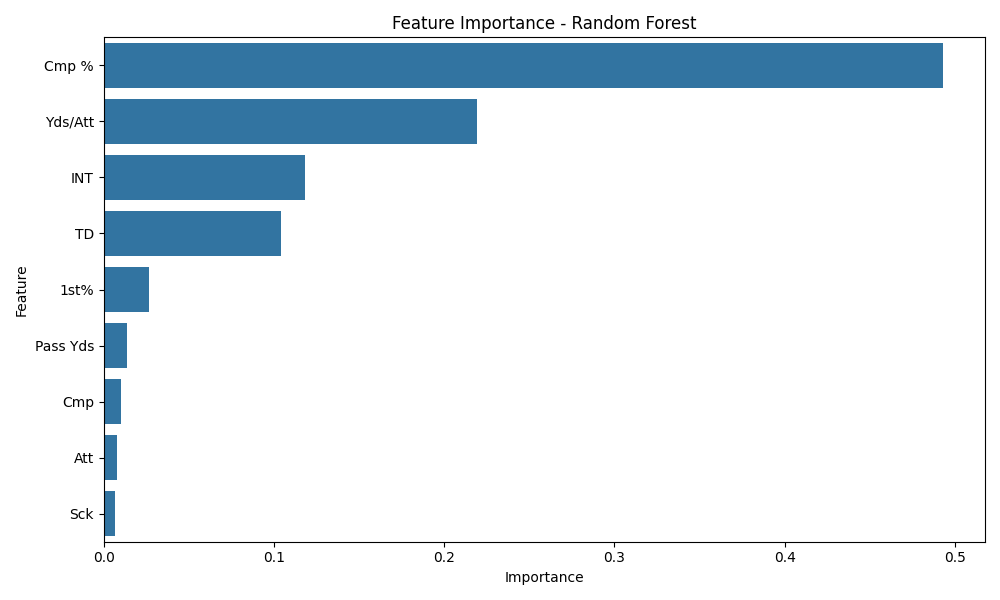 Feature Importance - Random Forest
Feature
Cmp %
Yds/Att
INT
TD
1st%
Pass Yds
Cmp
Att
Sck
0.0 0.1 0.2 0.3 0.4 0.5
Importance